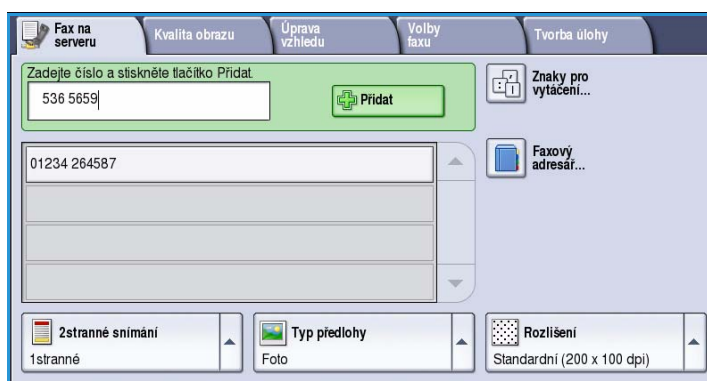 Fax na
serveru
Kvalita obrazu
Úprava
vzhledu
Volby
faxu
Tvorba úlohy
Zadejte číslo a stiskněte tlačítko Přidat.
536 5659
Přidat
Znaky pro
vytáčení...
01234 264587
Faxový
adresář...
2stranné snímání
1stranné
Typ předlohy
Foto
Rozlišení
Standardní (200 x 100 dpi)